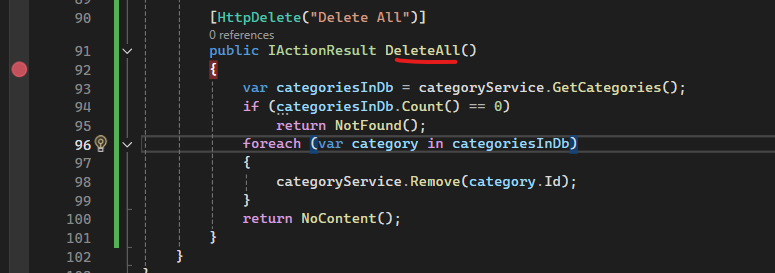 90 [HttpDelete("Delete All")]
0 references
91 public IActionResult DeleteAll()
92 {
93 var categoriesInDb = categoryService.GetCategories();
94 if (categoriesInDb.Count() == 0)
95 return NotFound();
96 foreach (var category in categoriesInDb)
97 {
98 categoryService.Remove(category.Id);
99 }
100 return NoContent();
101 }
102 }